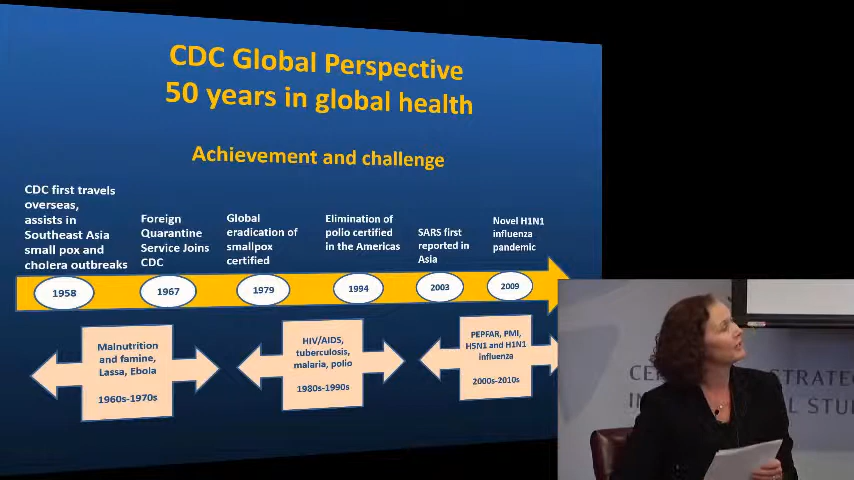 CDC Global Perspective
50 years in global health
Achievement and challenge
CDC first travels
overseas,
assists in
Southeast Asia
small pox and
cholera outbreaks
Foreign
Quarantine
Service Joins
CDC
Global
eradication of
smallpox
certified
Elimination of
polio certified
in the Americas
SARS first
reported in
Asia
Novel H1N1
influenza
pandemic
1958
1967
1979
1994
2003
2009
Malnutrition
and famine,
Lassa, Ebola
1960s-1970s
HIV/AIDS,
tuberculosis,
malaria, polio
1980s-1990s
PEPFAR, PMI,
H5N1 and H1N1
influenza
2000s-2010s
CE STRATEG
IN L STU